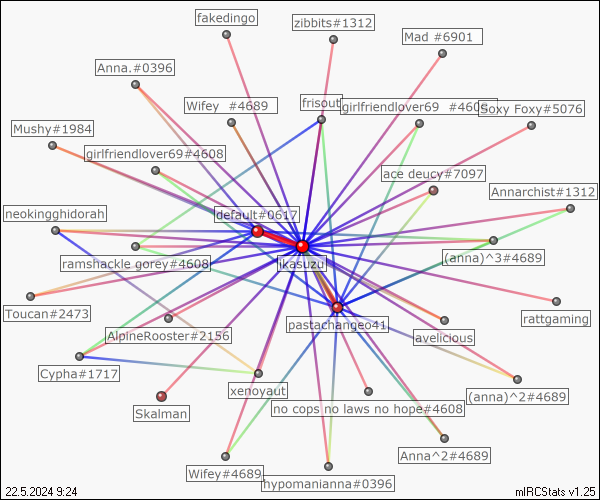 fakedingo
zibbits#1312
Mad #6901
Anna.#0396
Wifey  #4689
frisout
girlfriendlover69  #4608
Soxy Foxy#5076
Mushy#1984
girlfriendlover69#4608
ace deucy#7097
Annarchist#1312
neokingghidorah
default#0617
ramshackle.gorey#4608
jkasuzu
(anna)^3#4689
Toucan#2473
AlpineRooster#2156
pastachangeo41
avelicious
rattgaming
Cypha#1717
xenoyaut
(anna)^2#4689
Skalman
no cops no laws no hope#4608
Wifey#4689
hypomanianna#0396
Anna^2#4689
22.5.2024 9:24
mIRCStats v1.25